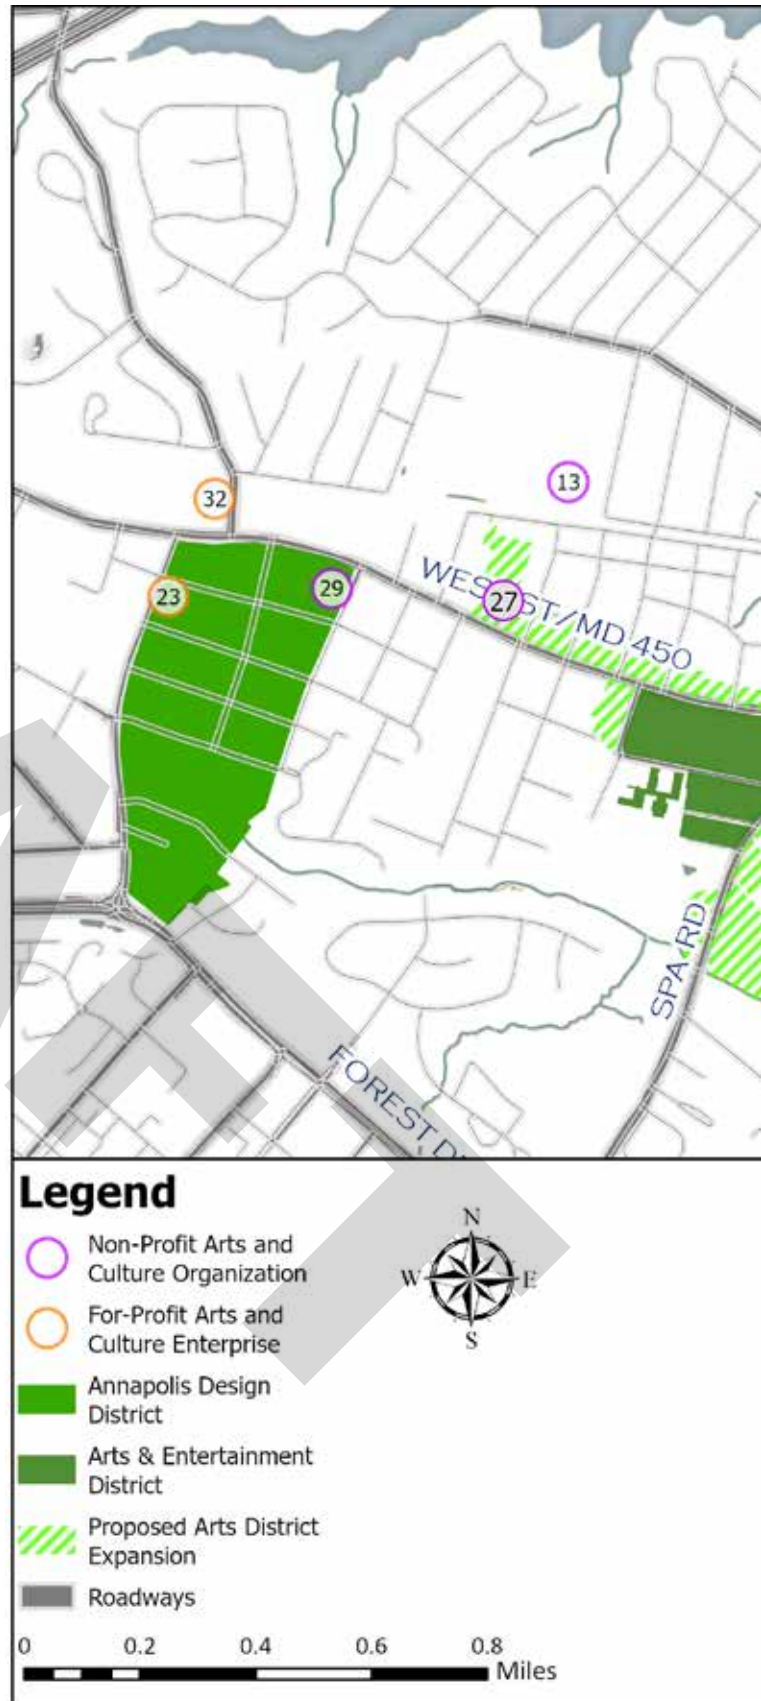 32
13
23
29
27
WEST ST/MD 450
SPA RD
FOREST D
Legend
Non-Profit Arts and
Culture Organization
For-Profit Arts and
Culture Enterprise
Annapolis Design
District
Arts & Entertainment
District
Proposed Arts District
Expansion
Roadways
N
W
E
S
0 0.2 0.4 0.6 0.8
Miles